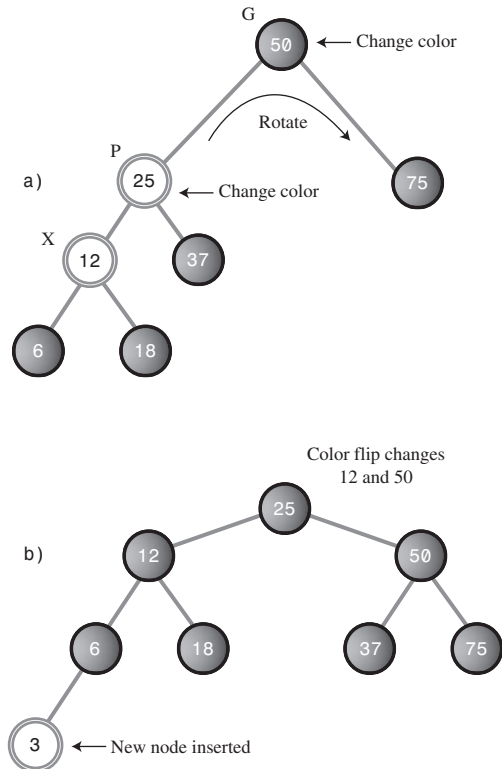 G
50
Change color
Rotate
P
a)
25
Change color
75
X
12
37
6
18
Color flip changes
12 and 50
25
b)
12
50
6
18
37
75
3
New node inserted